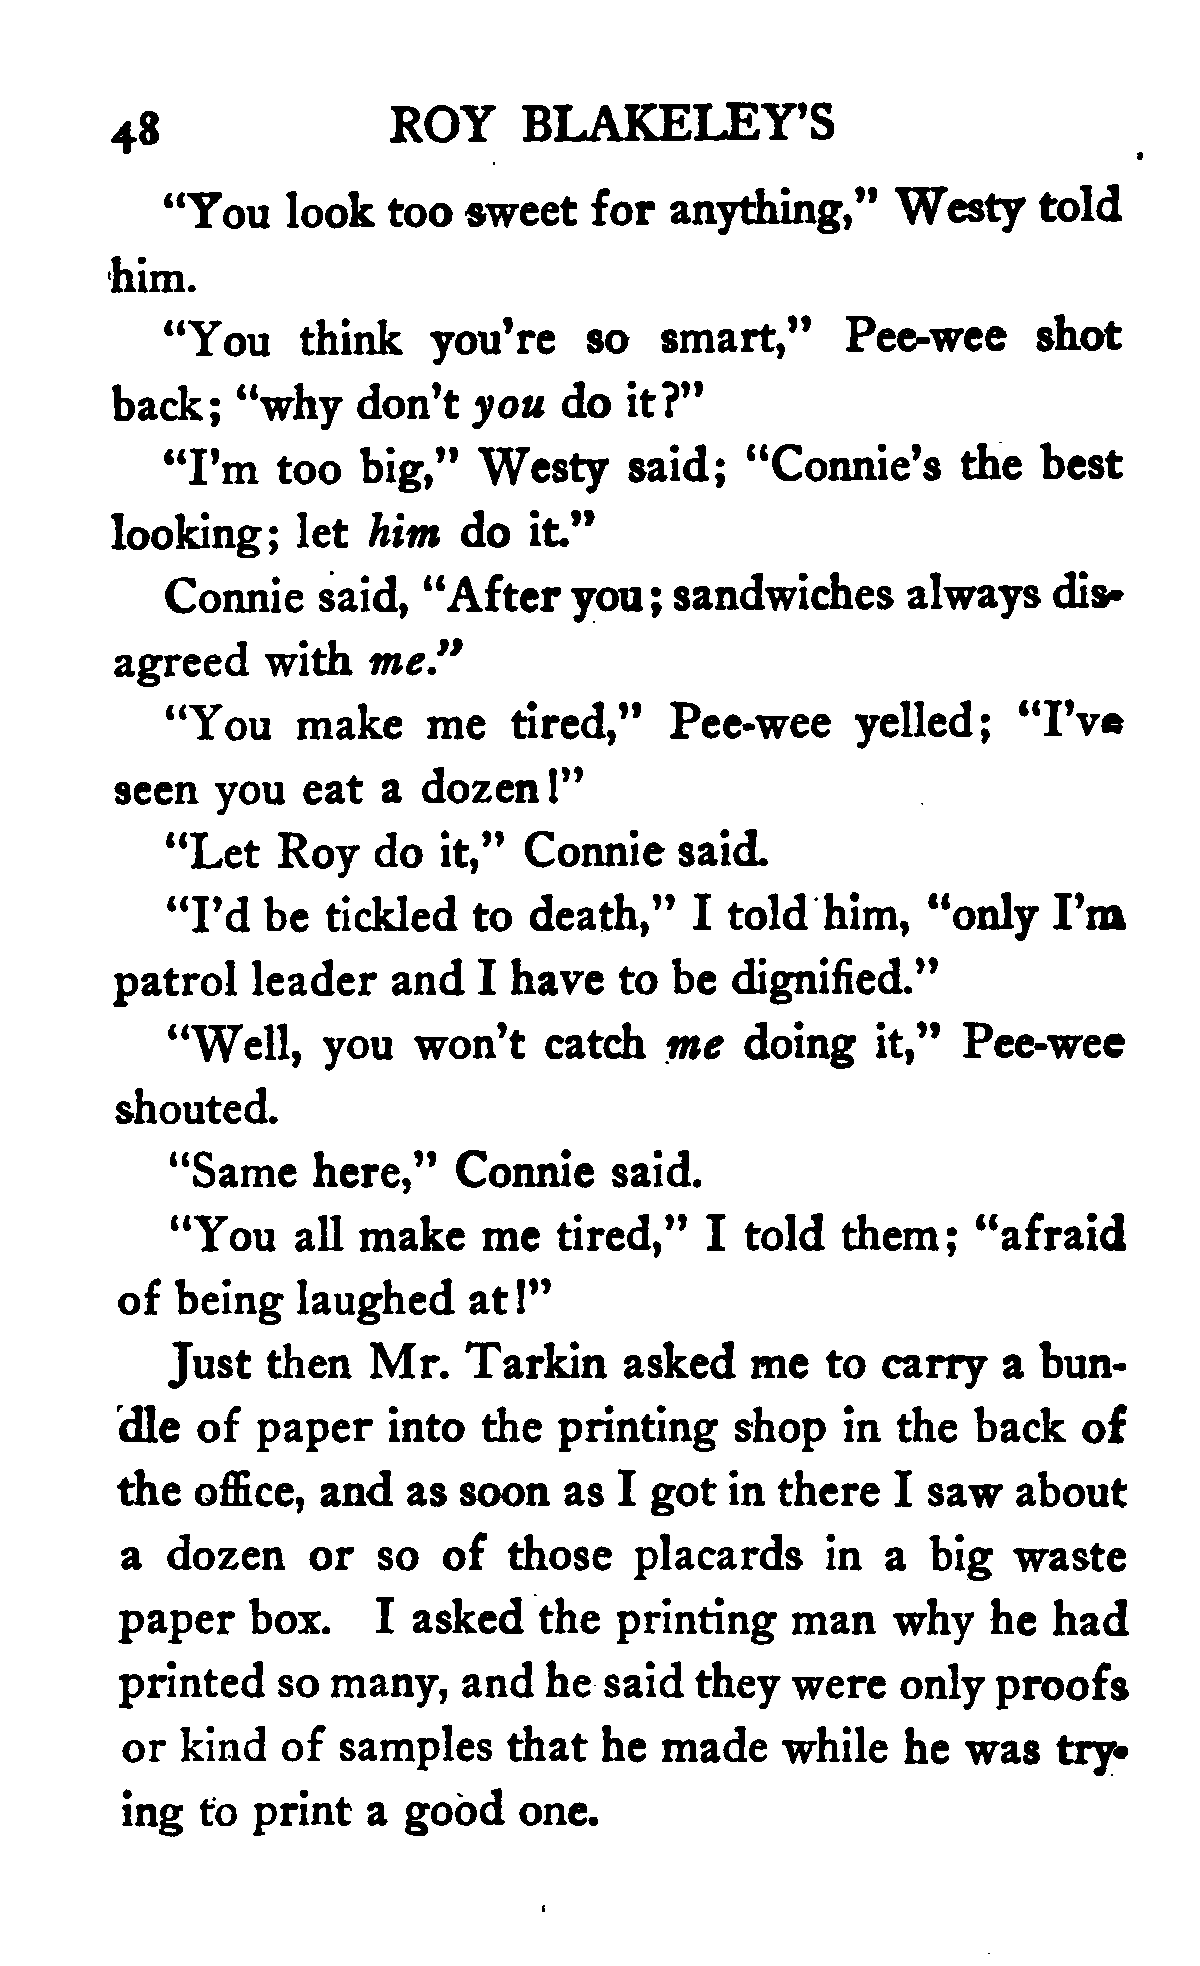 48 ROY BLAKELEY'S
"You look too sweet for anything," Westy told
him.
"You think you're so smart," Pee-wee shot
back; "why don't you do it?"
"I'm too big," Westy said; "Connie's the best
looking; let him do it."
Connie said, "After you; sandwiches always dis-
agreed with me."
"You make me tired," Pee-wee yelled; "I've
seen you eat a dozen!"
"Let Roy do it," Connie said.
"I'd be tickled to death," I told him, "only I'm
patrol leader and I have to be dignified."
"Well, you won't catch me doing it," Pee-wee
shouted.
"Same here," Connie said.
"You all make me tired," I told them; "afraid
of being laughed at!"
Just then Mr. Tarkin asked me to carry a bun-
dle of paper into the printing shop in the back of
the office, and as soon as I got in there I saw about
a dozen or so of those placards in a big waste
paper box. I asked the printing man why he had
printed so many, and he said they were only proofs
or kind of samples that he made while he was try-
ing to print a good one.